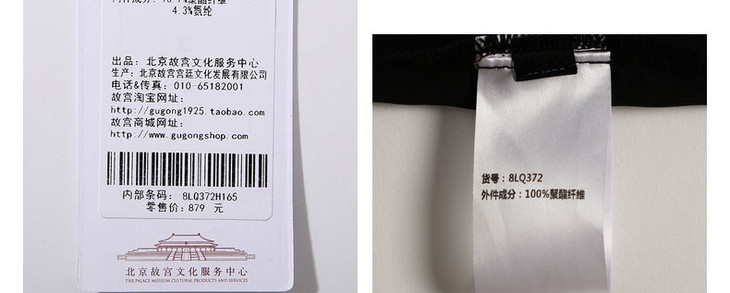 4.3%氨纶
出品：北京故宫文化服务中心
生产：北京故宫宫廷文化发展有限公司
电话&传真：010-65182001
故宫淘宝网址：
http://gugong1925.taobao.com
故宫商城网址：
http://www.gugongshop.com
内部条码： 8LQ372H165
零售价：879 元
北京故宫文化服务中心
THE PALACE MUSEUM CULTURAL PRODUCTS AND SERVICES CENTER
货号：8LQ372
外件成分：100%聚酯纤维